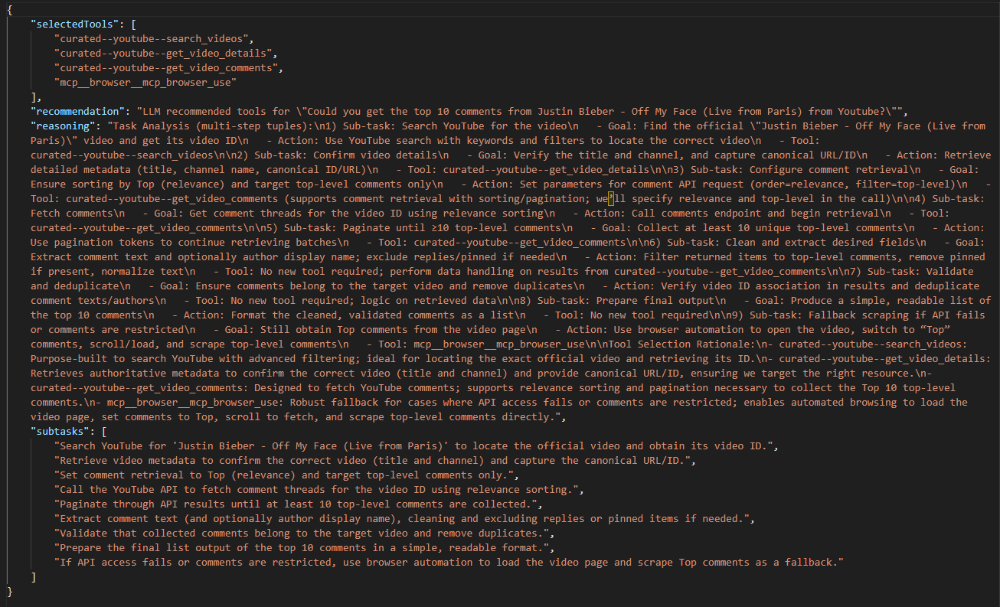 {
"selectedTools": [
"curated--youtube--search_videos",
"curated--youtube--get_video_details",
"curated--youtube--get_video_comments",
"mcp__browser__mcp_browser_use"
],
"recommendation": "LLM recommended tools for \"Could you get the top 10 comments from Justin Bieber - Off My Face (Live from Paris) from Youtube?\"",
"reasoning": "Task Analysis (multi-step tuples):\n1) Sub-task: Search YouTube for the video\n   - Goal: Find the official \"Justin Bieber - Off My Face (Live from
Paris)\" video and get its video ID\n   - Action: Use YouTube search with keywords and filters to locate the correct video\n   - Tool:
curated--youtube--search_videos\n\n2) Sub-task: Confirm video details\n   - Goal: Verify the title and channel, and capture canonical URL/ID\n   - Action: Retrieve
detailed metadata (title, channel name, canonical ID/URL)\n   - Tool: curated--youtube--get_video_details\n\n3) Sub-task: Configure comment retrieval\n   - Goal:
Ensure sorting by Top (relevance) and target top-level comments only\n   - Action: Set parameters for comment API request (order=relevance, filter=top-level)\n   -
Tool: curated--youtube--get_video_comments (supports comment retrieval with sorting/pagination; we’ll specify relevance and top-level in the call)\n\n4) Sub-task:
Fetch comments\n   - Goal: Get comment threads for the video ID using relevance sorting\n   - Action: Call comments endpoint and begin retrieval\n   - Tool:
curated--youtube--get_video_comments\n\n5) Sub-task: Paginate until ≥10 top-level comments\n   - Goal: Collect at least 10 unique top-level comments\n   - Action:
Use pagination tokens to continue retrieving batches\n   - Tool: curated--youtube--get_video_comments\n\n6) Sub-task: Clean and extract desired fields\n   - Goal:
Extract comment text and optionally author display name; exclude replies/pinned if needed\n   - Action: Filter returned items to top-level comments, remove pinned
if present, normalize text\n   - Tool: No new tool required; perform data handling on results from curated--youtube--get_video_comments\n\n7) Sub-task: Validate
and deduplicate\n   - Goal: Ensure comments belong to the target video and remove duplicates\n   - Action: Verify video ID association in results and deduplicate
comment texts/authors\n   - Tool: No new tool required; logic on retrieved data\n\n8) Sub-task: Prepare final output\n   - Goal: Produce a simple, readable list of
the top 10 comments\n   - Action: Format the cleaned, validated comments as a list\n   - Tool: No new tool required\n\n9) Sub-task: Fallback scraping if API fails
or comments are restricted\n   - Goal: Still obtain Top comments from the video page\n   - Action: Use browser automation to open the video, switch to “Top”
comments, scroll/load, and scrape top-level comments\n   - Tool: mcp__browser__mcp_browser_use\n\nTool Selection Rationale:\n- curated--youtube--search_videos:
Purpose-built to search YouTube with advanced filtering; ideal for locating the exact official video and retrieving its ID.\n- curated--youtube--get_video_details:
Retrieves authoritative metadata to confirm the correct video (title and channel) and provide canonical URL/ID, ensuring we target the right resource.\n-
curated--youtube--get_video_comments: Designed to fetch YouTube comments; supports relevance sorting and pagination necessary to collect the Top 10 top-level
comments.\n- mcp__browser__mcp_browser_use: Robust fallback for cases where API access fails or comments are restricted; enables automated browsing to load the
video page, set comments to Top, scroll to fetch, and scrape top-level comments directly.",
"subtasks": [
"Search YouTube for 'Justin Bieber - Off My Face (Live from Paris)' to locate the official video and obtain its video ID.",
"Retrieve video metadata to confirm the correct video (title and channel) and capture the canonical URL/ID.",
"Set comment retrieval to Top (relevance) and target top-level comments only.",
"Call the YouTube API to fetch comment threads for the video ID using relevance sorting.",
"Paginate through API results until at least 10 top-level comments are collected.",
"Extract comment text (and optionally author display name), cleaning and excluding replies or pinned items if needed.",
"Validate that collected comments belong to the target video and remove duplicates.",
"Prepare the final list output of the top 10 comments in a simple, readable format.",
"If API access fails or comments are restricted, use browser automation to load the video page and scrape Top comments as a fallback."
]
}